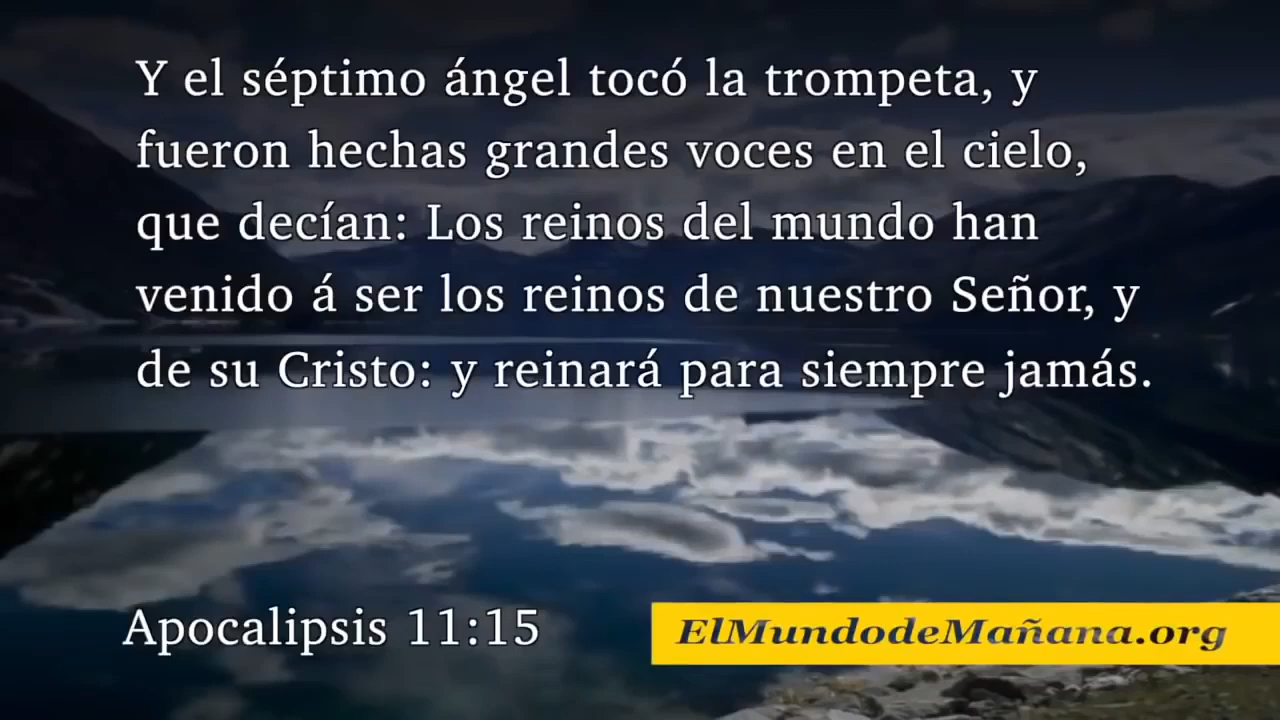 Y el séptimo ángel tocó la trompeta, y
fueron hechas grandes voces en el cielo,
que decían: Los reinos del mundo han
venido á ser los reinos de nuestro Señor, y
de su Cristo: y reinará para siempre jamás.
Apocalipsis 11:15
ElMundodeMañana.org